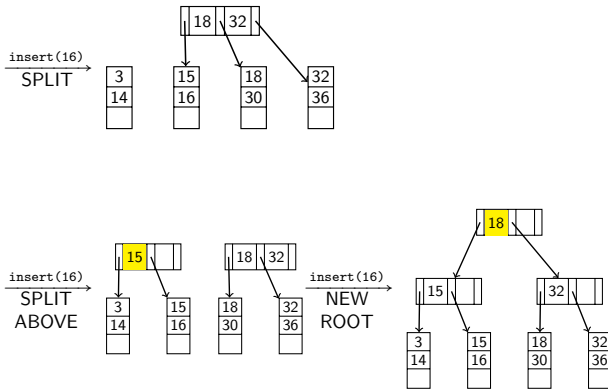 18 32
insert(16)
SPLIT
3 15 18 32
14 16 30 36
18
15 18 32
insert(16)
SPLIT
ABOVE
insert(16)
NEW
ROOT
15 32
3 15 18 32
14 16 30 36
3 15 18 32
14 16 30 36